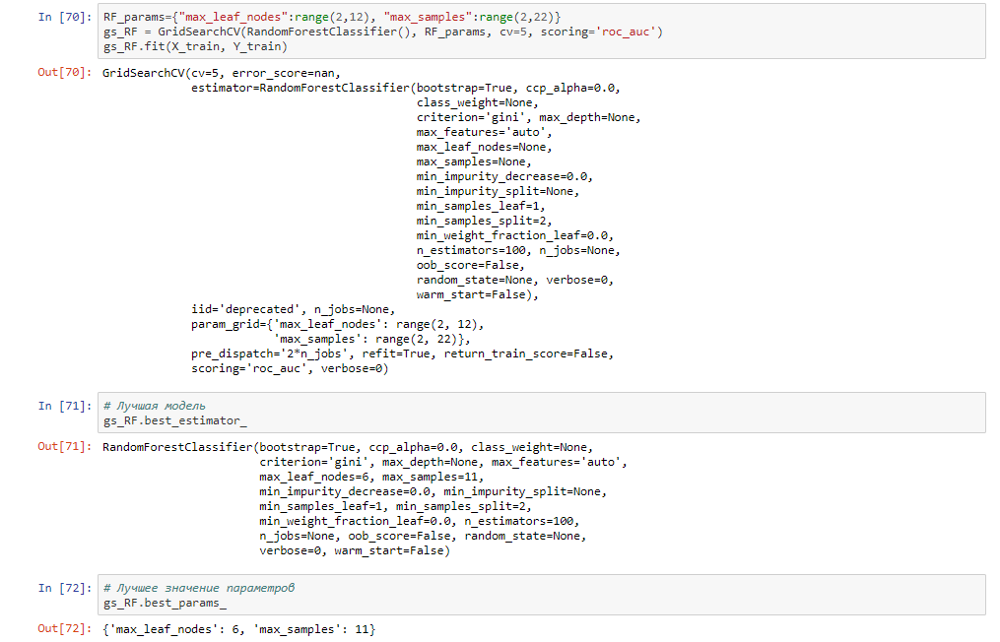 In [70]: RF_params={"max_leaf_nodes":range(2,12), "max_samples":range(2,22)}
gs_RF = GridSearchCV(RandomForestClassifier(), RF_params, cv=5, scoring='roc_auc')
gs_RF.fit(X_train, Y_train)
Out[70]: GridSearchCV(cv=5, error_score=nan,
estimator=RandomForestClassifier(bootstrap=True, ccp_alpha=0.0,
class_weight=None,
criterion='gini', max_depth=None,
max_features='auto',
max_leaf_nodes=None,
max_samples=None,
min_impurity_decrease=0.0,
min_impurity_split=None,
min_samples_leaf=1,
min_samples_split=2,
min_weight_fraction_leaf=0.0,
n_estimators=100, n_jobs=None,
oob_score=False,
random_state=None, verbose=0,
warm_start=False),
iid='deprecated', n_jobs=None,
param_grid={'max_leaf_nodes': range(2, 12),
'max_samples': range(2, 22)},
pre_dispatch='2*n_jobs', refit=True, return_train_score=False,
scoring='roc_auc', verbose=0)
In [71]: # Лучшая модель
gs_RF.best_estimator_
Out[71]: RandomForestClassifier(bootstrap=True, ccp_alpha=0.0, class_weight=None,
criterion='gini', max_depth=None, max_features='auto',
max_leaf_nodes=6, max_samples=11,
min_impurity_decrease=0.0, min_impurity_split=None,
min_samples_leaf=1, min_samples_split=2,
min_weight_fraction_leaf=0.0, n_estimators=100,
n_jobs=None, oob_score=False, random_state=None,
verbose=0, warm_start=False)
In [72]: # Лучшее значение параметров
gs_RF.best_params_
Out[72]: {'max_leaf_nodes': 6, 'max_samples': 11}